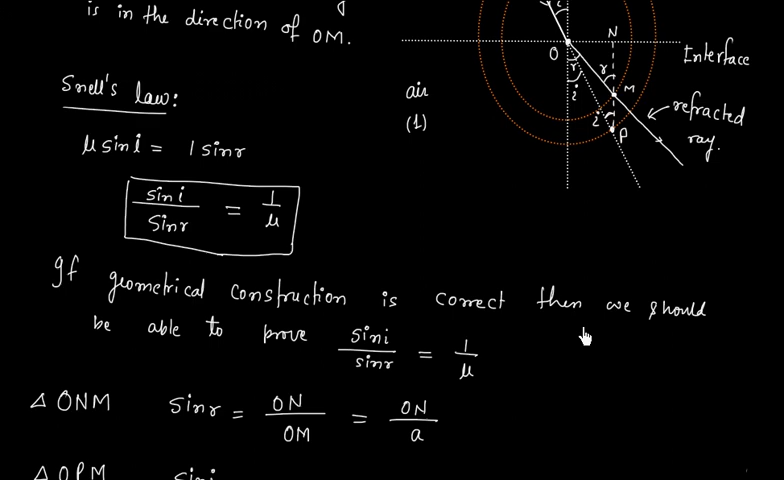 is in the direction of OM.
Snell's law:
μ sin i = 1 sin r
sin i / sin r = 1 / μ
i
O
N
Interface
r
r
M
i
air
(1)
i
P
refracted
ray.
If geometrical construction is correct then we should
be able to prove sin i / sin r = 1 / μ
Δ ONM sin r = ON / OM = ON / a
Δ OPM sin i